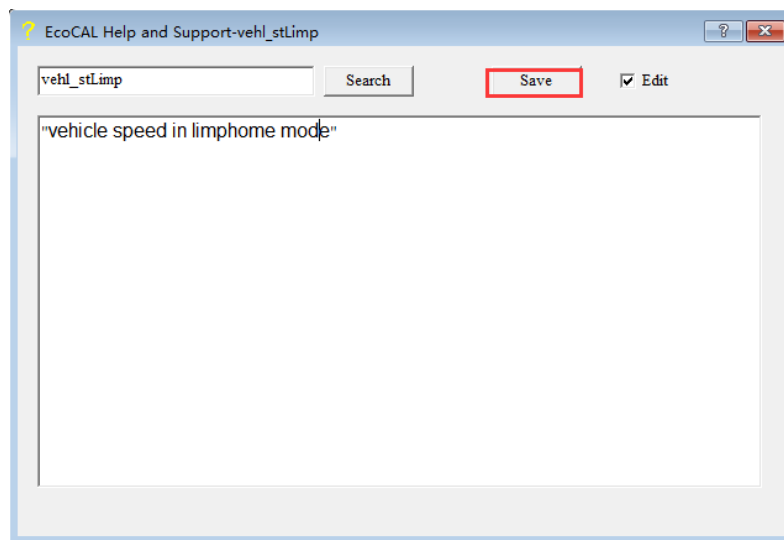 ? EcoCAL Help and Support-vehl_stLimp ?
vehl_stLimp Search Save Edit
"vehicle speed in limphome mode"